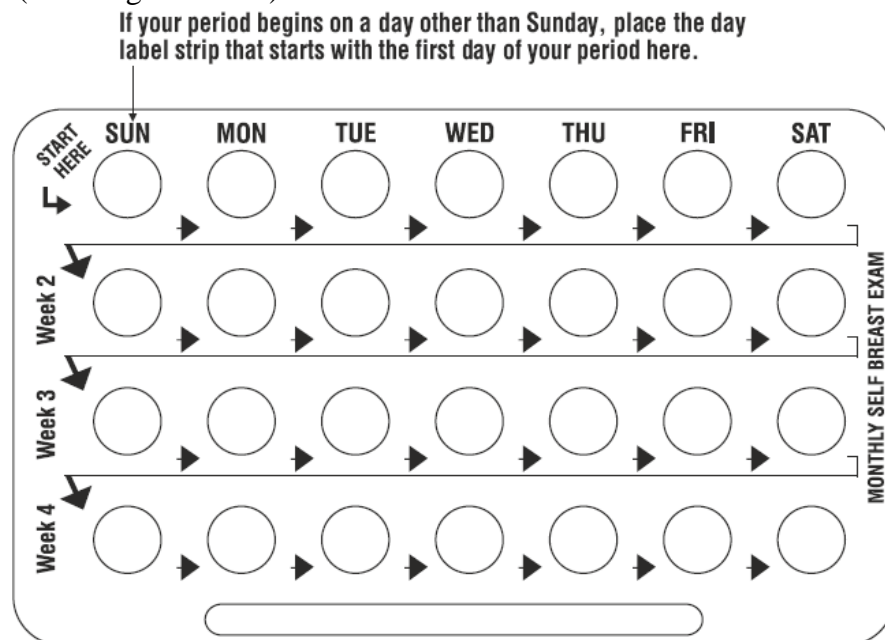 If your period begins on a day other than Sunday, place the day
label strip that starts with the first day of your period here.
START
HERE
SUN MON TUE WED THU FRI SAT
Week 2
Week 3
Week 4
MONTHLY SELF BREAST EXAM